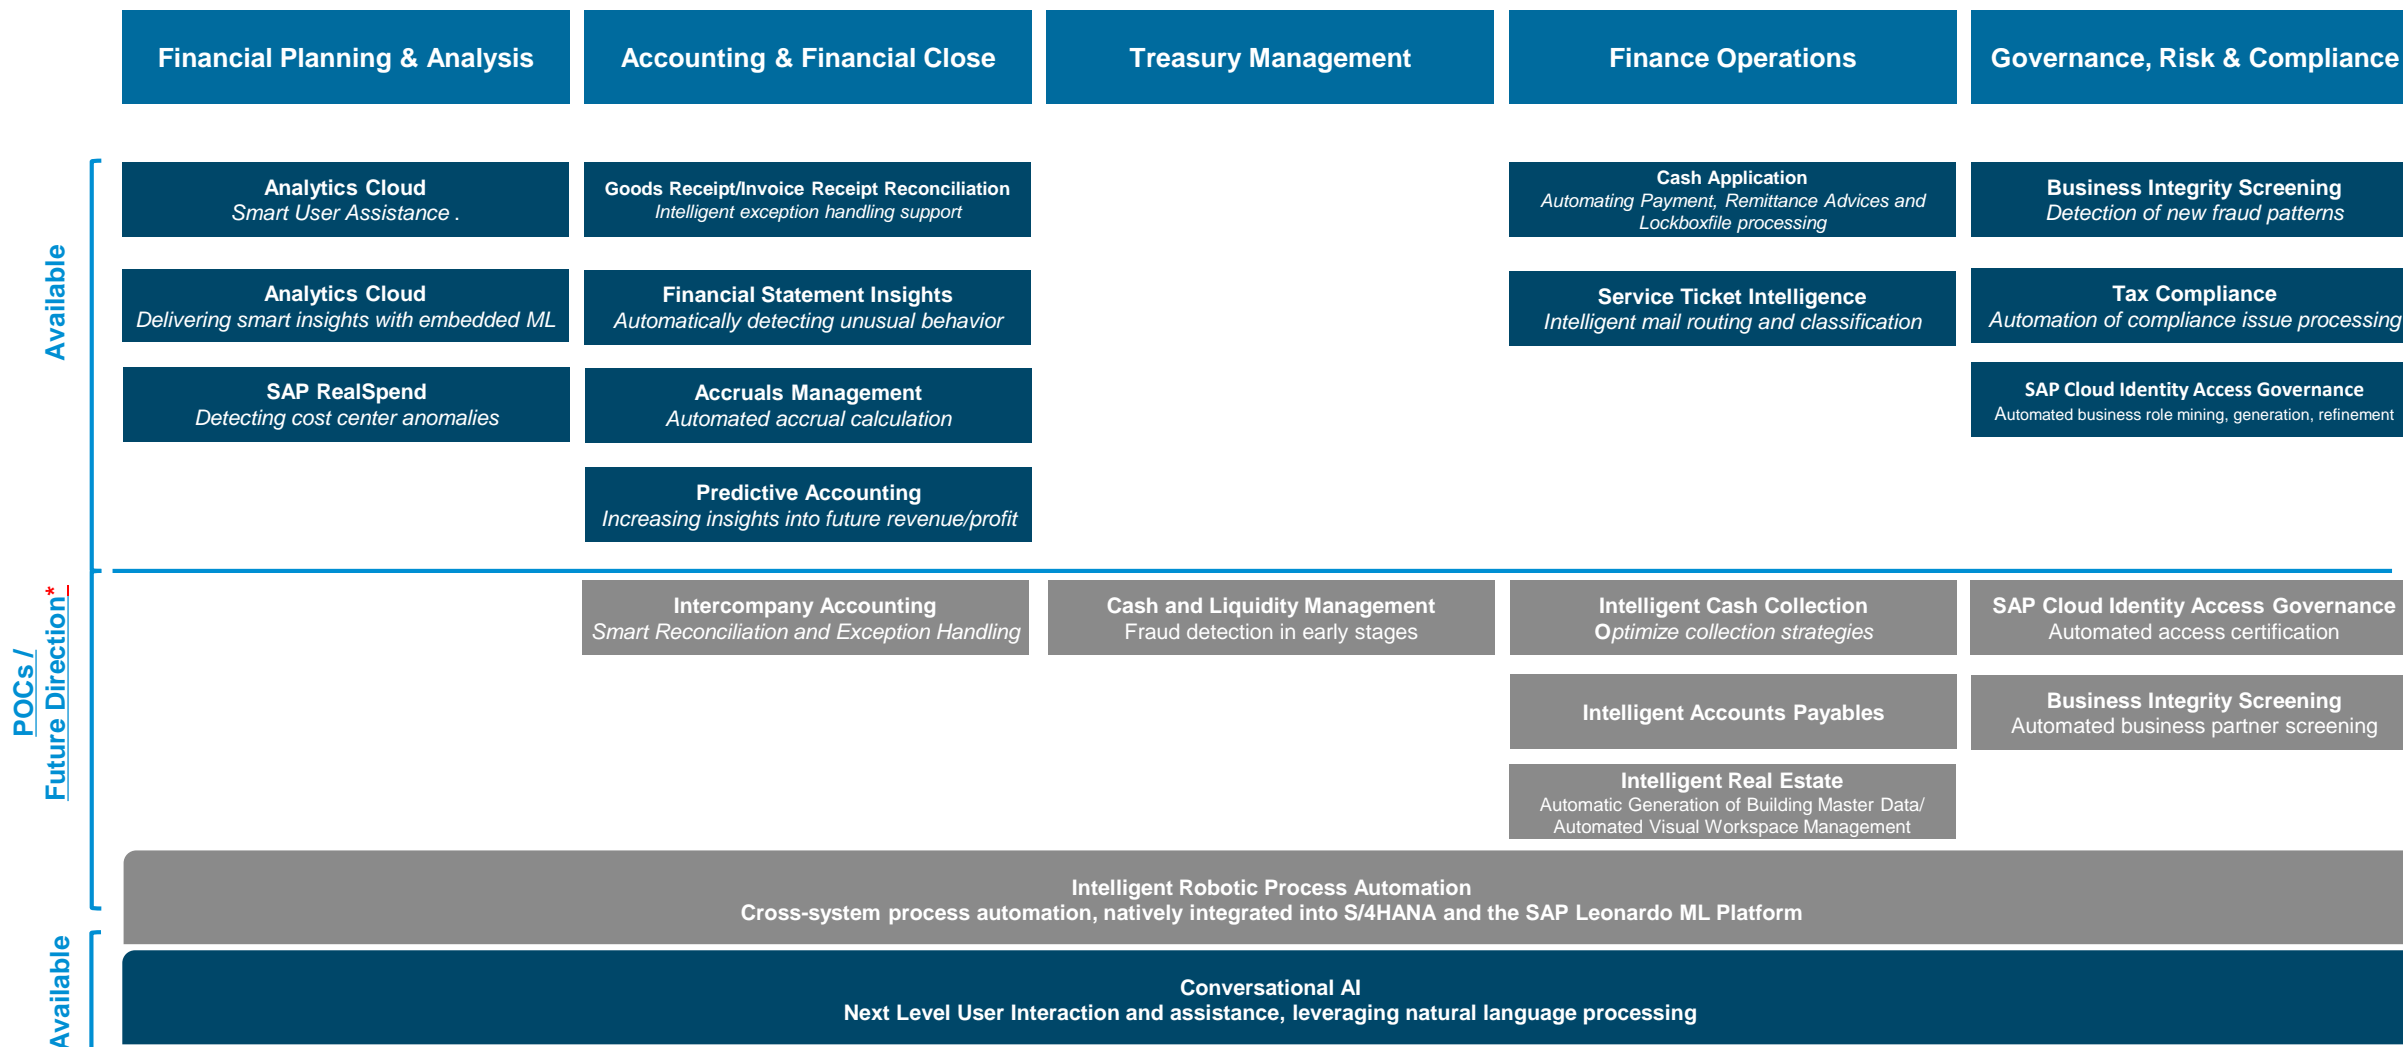 Financial Planning & Analysis
Accounting & Financial Close
Treasury Management
Finance Operations
Governance, Risk & Compliance
Available
Analytics Cloud
Smart User Assistance .
Goods Receipt/Invoice Receipt Reconciliation
Intelligent exception handling support
Cash Application
Automating Payment, Remittance Advices and
Lockboxfile processing
Business Integrity Screening
Detection of new fraud patterns
Analytics Cloud
Delivering smart insights with embedded ML
Financial Statement Insights
Automatically detecting unusual behavior
Service Ticket Intelligence
Intelligent mail routing and classification
Tax Compliance
Automation of compliance issue processing
SAP RealSpend
Detecting cost center anomalies
Accruals Management
Automated accrual calculation
SAP Cloud Identity Access Governance
Automated business role mining, generation, refinement
Predictive Accounting
Increasing insights into future revenue/profit
POCs /
Future Direction*
Intercompany Accounting
Smart Reconciliation and Exception Handling
Cash and Liquidity Management
Fraud detection in early stages
Intelligent Cash Collection
Optimize collection strategies
SAP Cloud Identity Access Governance
Automated access certification
Intelligent Accounts Payables
Business Integrity Screening
Automated business partner screening
Intelligent Real Estate
Automatic Generation of Building Master Data/
Automated Visual Workspace Management
Intelligent Robotic Process Automation
Cross-system process automation, natively integrated into S/4HANA and the SAP Leonardo ML Platform
Available
Conversational AI
Next Level User Interaction and assistance, leveraging natural language processing